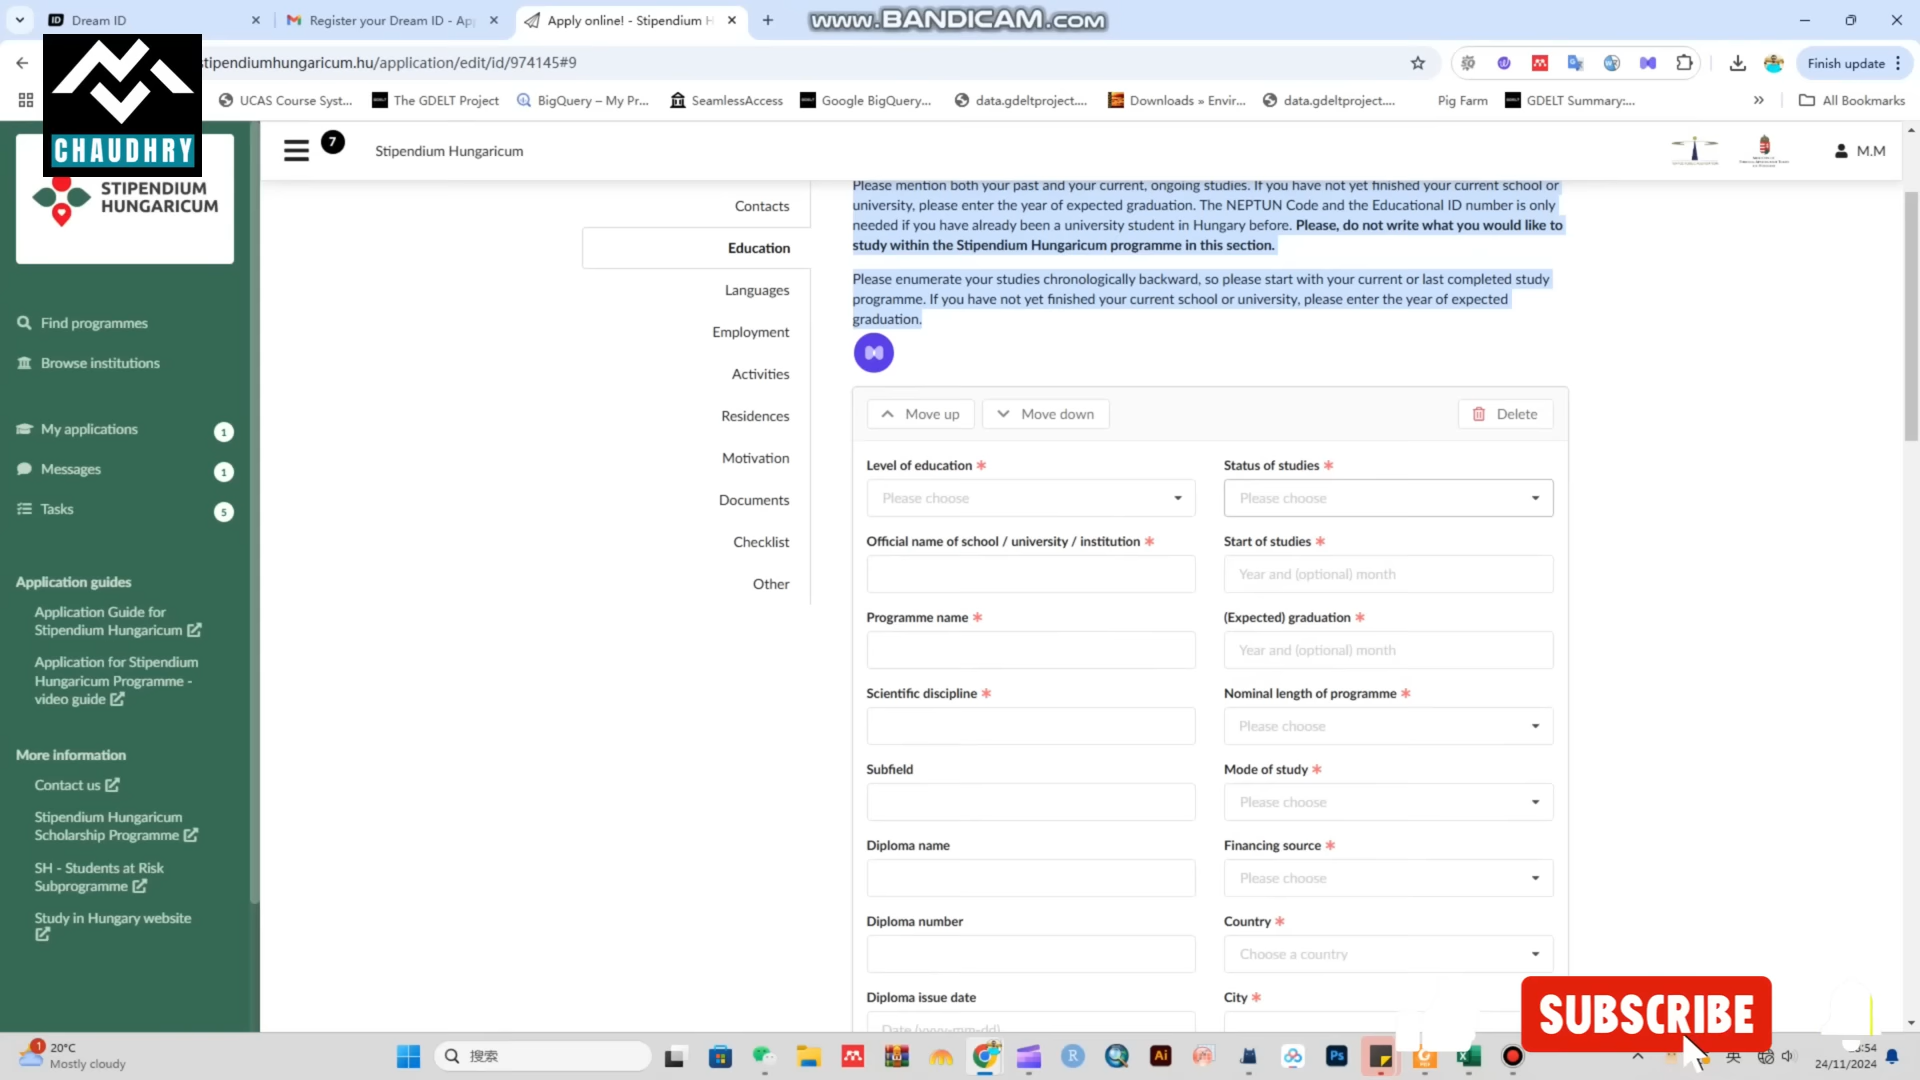 Dream ID
Register your Dream ID - Ap
Apply online! - Stipendium H
www.BANDICAM.com
tipendiumhungaricum.hu/application/edit/id/974145#9
Finish update
UCAS Course Syst...
The GDELT Project
BigQuery – My Pr...
SeamlessAccess
Google BigQuery...
data.gdeltproject....
Downloads » Envir...
data.gdeltproject....
Pig Farm
GDELT Summary:...
All Bookmarks
CHAUDHRY
STIPENDIUM
HUNGARICUM
7
Stipendium Hungaricum
M.M
Find programmes
Browse institutions
My applications 1
Messages 1
Tasks 5
Application guides
Application Guide for
Stipendium Hungaricum
Application for Stipendium
Hungaricum Programme -
video guide
More information
Contact us
Stipendium Hungaricum
Scholarship Programme
SH - Students at Risk
Subprogramme
Study in Hungary website
Contacts
Education
Languages
Employment
Activities
Residences
Motivation
Documents
Checklist
Other
Please mention both your past and your current, ongoing studies. If you have not yet finished your current school or
university, please enter the year of expected graduation. The NEPTUN Code and the Educational ID number is only
needed if you have already been a university student in Hungary before. Please, do not write what you would like to
study within the Stipendium Hungaricum programme in this section.
Please enumerate your studies chronologically backward, so please start with your current or last completed study
programme. If you have not yet finished your current school or university, please enter the year of expected
graduation.
Move up
Move down
Delete
Level of education *
Please choose
Status of studies *
Please choose
Official name of school / university / institution *
Start of studies *
Year and (optional) month
Programme name *
(Expected) graduation *
Year and (optional) month
Scientific discipline *
Nominal length of programme *
Please choose
Subfield
Mode of study *
Please choose
Diploma name
Financing source *
Please choose
Diploma number
Country *
Choose a country
Diploma issue date
Date (yyyy-mm-dd)
City *
SUBSCRIBE
1
20°C
Mostly cloudy
搜索
R
Ai
Ps
英
:54
24/11/2024